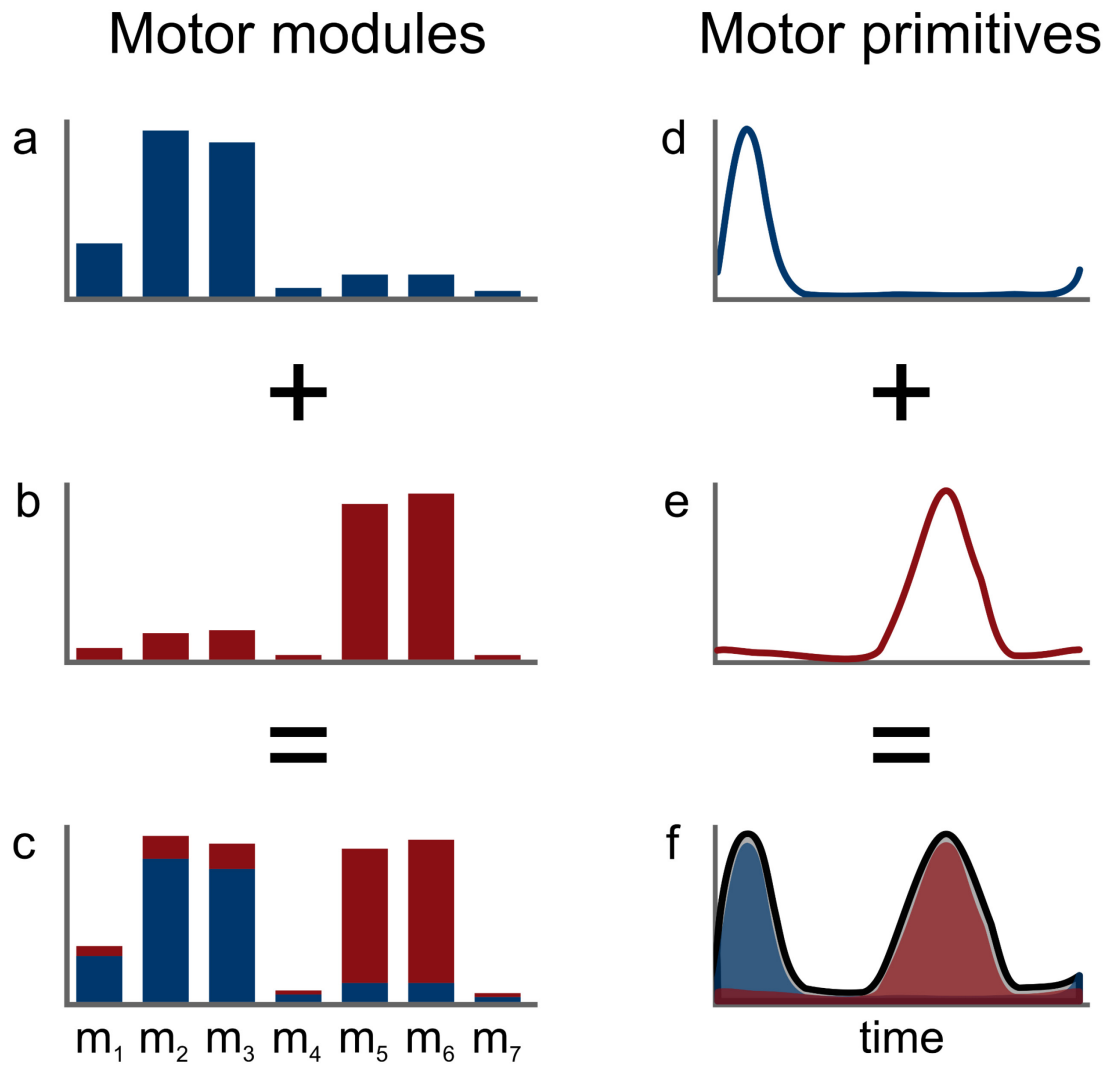 Motor modules
Motor primitives
a
d
+
+
b
e
=
=
c
f
m₁ m₂ m₃ m₄ m₅ m₆ m₇
time